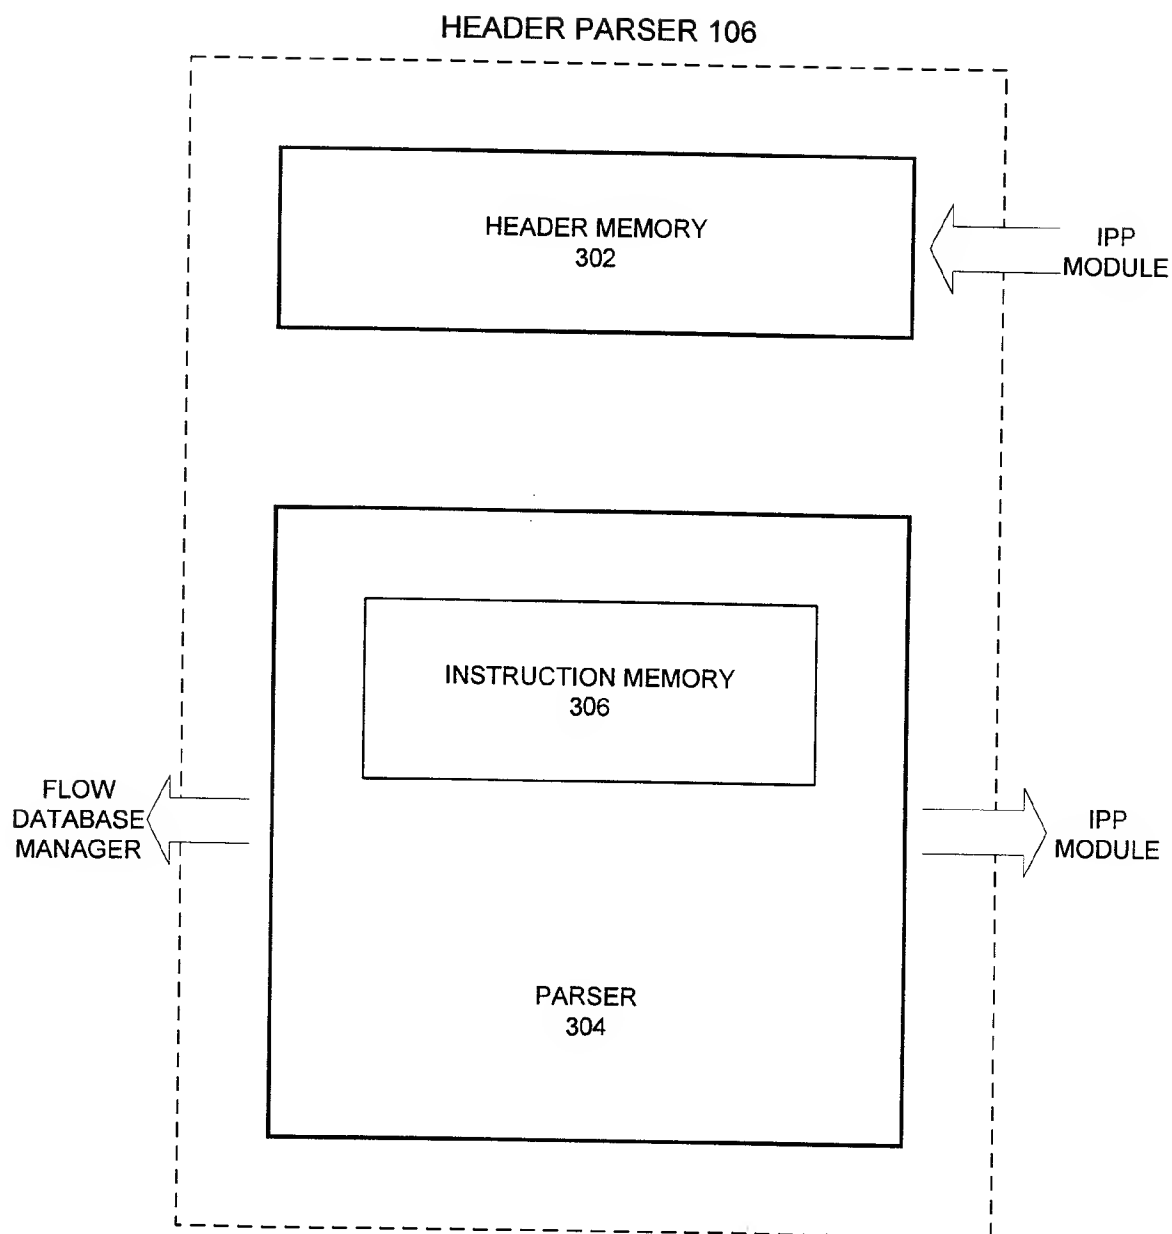 HEADER PARSER 106
HEADER MEMORY
302
IPP
MODULE
INSTRUCTION MEMORY
306
FLOW
DATABASE
MANAGER
IPP
MODULE
PARSER
304